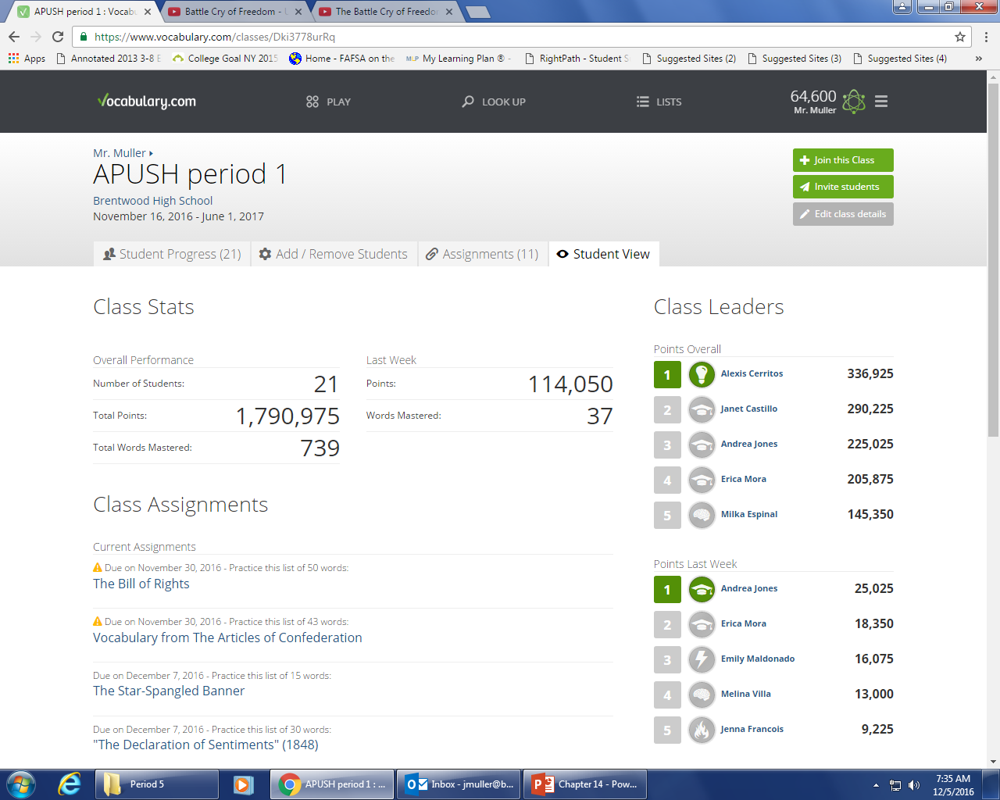 APUSH period 1 : Vocabu
Battle Cry of Freedom - U
The Battle Cry of Freedo
https://www.vocabulary.com/classes/Dki3778urRq
Apps
Annotated 2013 3-8 E
College Goal NY 2015
Home - FAFSA on the
MLP My Learning Plan ® -
RightPath - Student S
Suggested Sites (2)
Suggested Sites (3)
Suggested Sites (4)
»
Vocabulary.com
PLAY
LOOK UP
LISTS
64,600
Mr. Muller
Mr. Muller
APUSH period 1
Brentwood High School
November 16, 2016 - June 1, 2017
Join this Class
Invite students
Edit class details
Student Progress (21)
Add / Remove Students
Assignments (11)
Student View
Class Stats
Overall Performance
Number of Students: 21
Total Points: 1,790,975
Total Words Mastered: 739
Last Week
Points: 114,050
Words Mastered: 37
Class Assignments
Current Assignments
Due on November 30, 2016 - Practice this list of 50 words:
The Bill of Rights
Due on November 30, 2016 - Practice this list of 43 words:
Vocabulary from The Articles of Confederation
Due on December 7, 2016 - Practice this list of 15 words:
The Star-Spangled Banner
Due on December 7, 2016 - Practice this list of 30 words:
"The Declaration of Sentiments" (1848)
Class Leaders
Points Overall
1 Alexis Cerritos 336,925
2 Janet Castillo 290,225
3 Andrea Jones 225,025
4 Erica Mora 205,875
5 Milka Espinal 145,350
Points Last Week
1 Andrea Jones 25,025
2 Erica Mora 18,350
3 Emily Maldonado 16,075
4 Melina Villa 13,000
5 Jenna Francois 9,225
Period 5
APUSH period 1 : ...
Inbox - jmuller@b...
Chapter 14 - Pow...
7:35 AM
12/5/2016